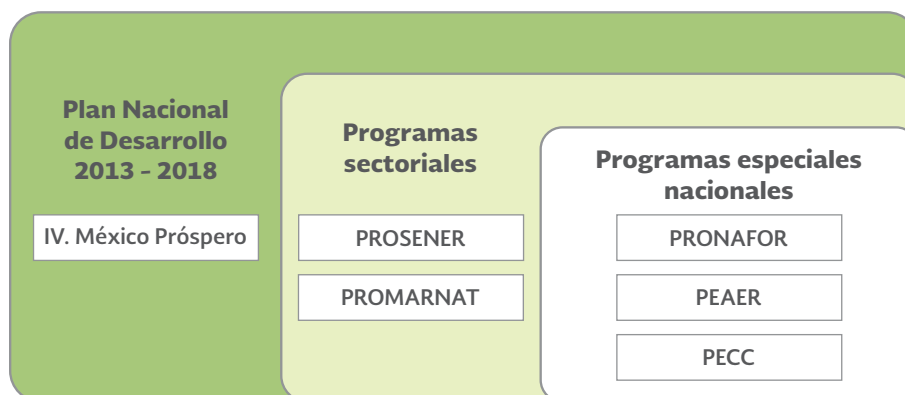 Plan Nacional
de Desarrollo
2013 - 2018
IV. México Próspero
Programas
sectoriales
PROSENER
PROMARNAT
Programas especiales
nacionales
PRONAFOR
PEAER
PECC